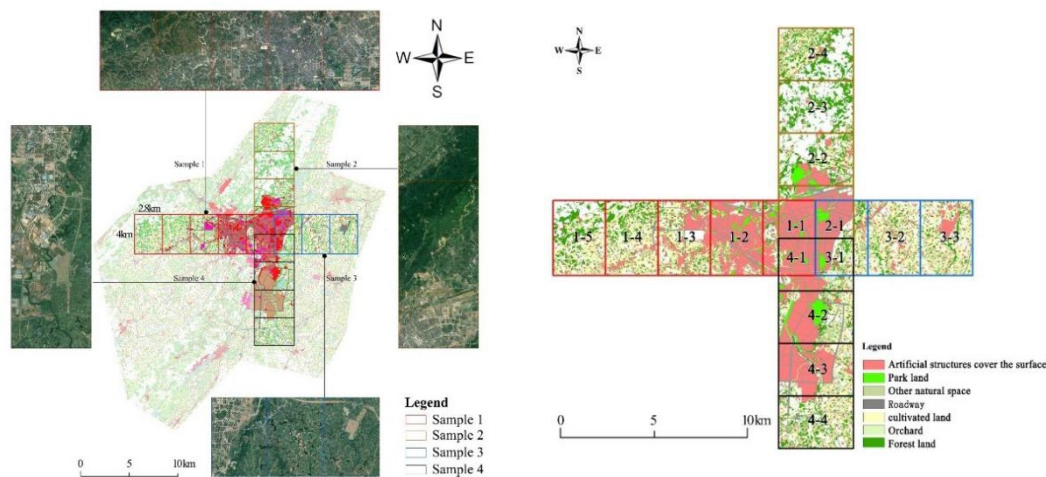 N
W E
S
Sample 1
Sample 2
2.8km
4km
Sample 4
Sample 3
Legend
Sample 1
Sample 2
Sample 3
Sample 4
0 5 10km
N
W E
S
2-4
2-3
2-2
1-5 1-4 1-3 1-2 1-1 2-1 3-2 3-3
4-1 3-1
4-2
4-3
4-4
Legend
Artificial structures cover the surface
Park land
Other natural space
Roadway
cultivated land
Orchard
Forest land
0 5 10km